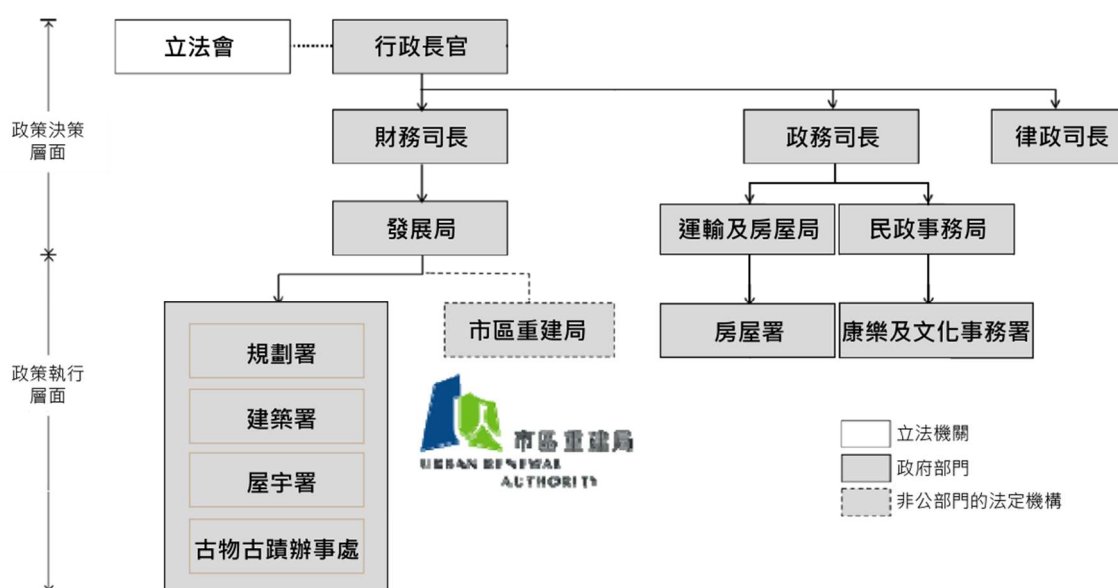 立法會
行政長官
政策決策
層面
財務司長
政務司長
律政司長
發展局
運輸及房屋局
民政事務局
市區重建局
房屋署
康樂及文化事務署
政策執行
層面
規劃署
建築署
屋宇署
古物古蹟辦事處
市區重建局
URBAN RENEWAL
AUTHORITY
立法機關
政府部門
非公部門的法定機構